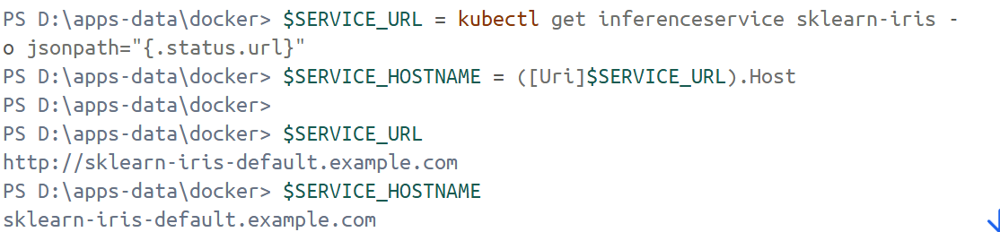 PS D:\apps-data\docker> $SERVICE_URL = kubectl get inferenceservice sklearn-iris -
o jsonpath="{.status.url}"
PS D:\apps-data\docker> $SERVICE_HOSTNAME = ([Uri]$SERVICE_URL).Host
PS D:\apps-data\docker>
PS D:\apps-data\docker> $SERVICE_URL
http://sklearn-iris-default.example.com
PS D:\apps-data\docker> $SERVICE_HOSTNAME
sklearn-iris-default.example.com